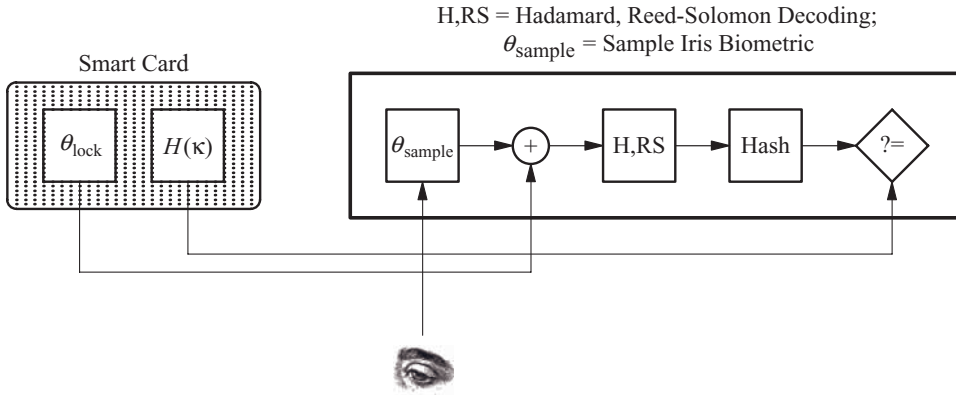 H,RS = Hadamard, Reed-Solomon Decoding;
θsample = Sample Iris Biometric
Smart Card
θlock
H(κ)
θsample
+
H,RS
Hash
?=